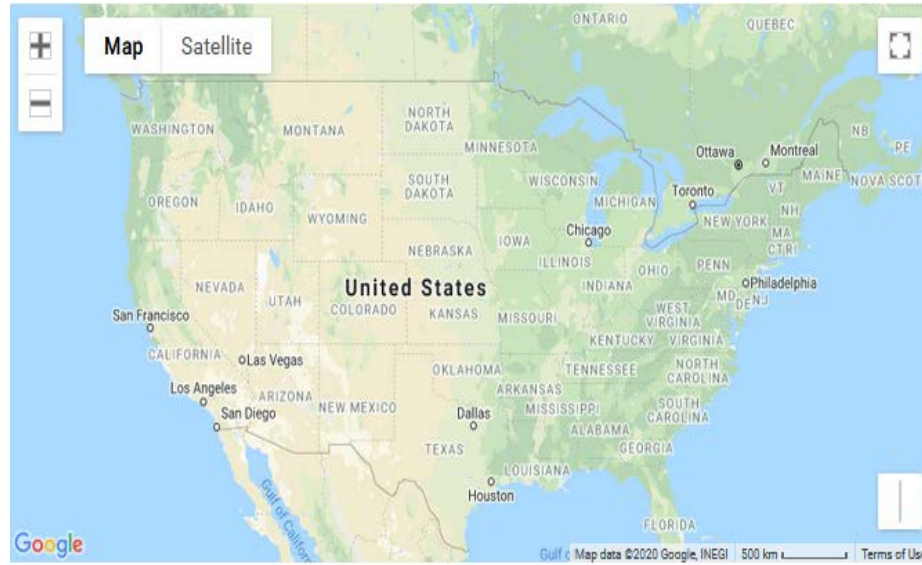 ONTARIO
QUEBEC
Map
Satellite
WASHINGTON
MONTANA
NORTH
DAKOTA
MINNESOTA
Ottawa
Montreal
NB
PE
MAINE
NOVA SCOT
OREGON
IDAHO
WYOMING
SOUTH
DAKOTA
WISCONSIN
MICHIGAN
Toronto
VT
NH
NEW YORK
MA
CT RI
Chicago
IOWA
NEBRASKA
ILLINOIS
INDIANA
OHIO
PENN
Philadelphia
MD
DE
NJ
United States
NEVADA
UTAH
COLORADO
KANSAS
MISSOURI
WEST
VIRGINIA
KENTUCKY
VIRGINIA
San Francisco
CALIFORNIA
Las Vegas
Los Angeles
San Diego
ARIZONA
NEW MEXICO
OKLAHOMA
ARKANSAS
TENNESSEE
NORTH
CAROLINA
SOUTH
CAROLINA
MISSISSIPPI
ALABAMA
GEORGIA
Dallas
TEXAS
LOUISIANA
Houston
FLORIDA
Gulf of Californ
Google
Gulf o
Map data ©2020 Google, INEGI
500 km
Terms of Us